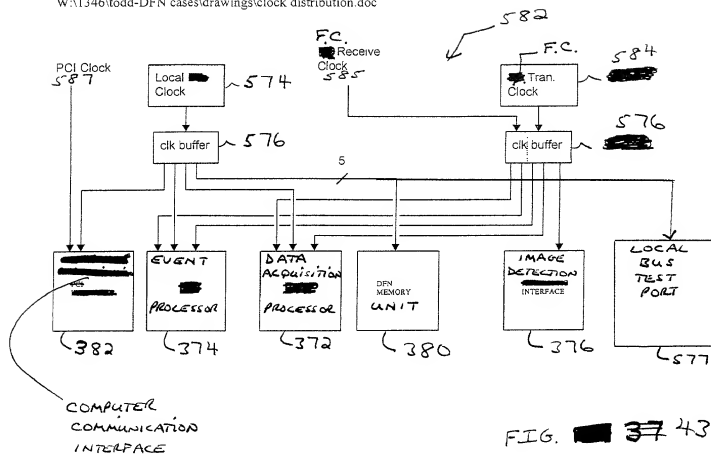 W:\1346\todd-DFN cases\drawings\clock distribution.doc
582
F.C.
Receive
Clock
585
F.C.
584
PCI Clock
587
Local
Clock
574
Tran.
Clock
clk buffer
576
clk buffer
576
5
EVENT
PROCESSOR
DATA
ACQUISITION
PROCESSOR
DFN
MEMORY
UNIT
IMAGE
DETECTION
INTERFACE
LOCAL
BUS
TEST
PORT
382
374
372
380
376
577
COMPUTER
COMMUNICATION
INTERFACE
FIG. 37 43